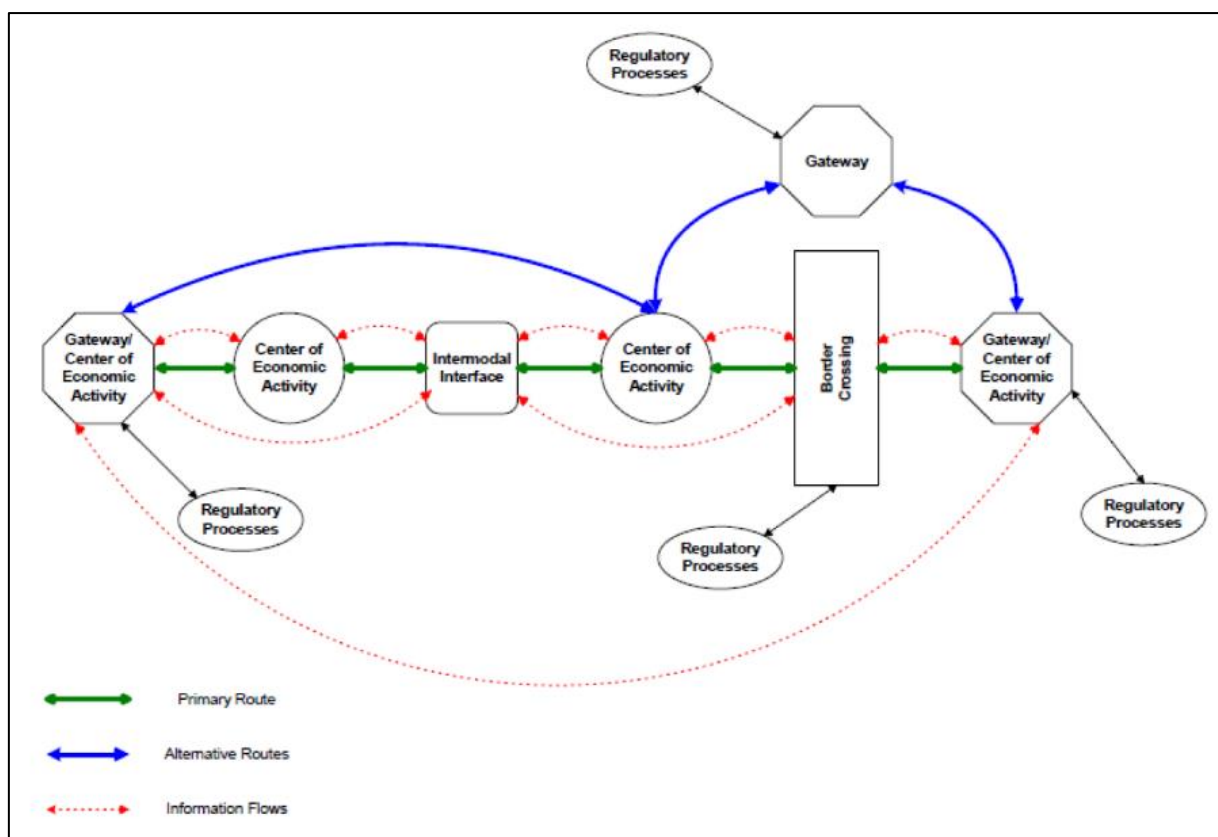 Regulatory
Processes
Gateway
Gateway/
Center of
Economic
Activity
Center of
Economic
Activity
Intermodal
Interface
Center of
Economic
Activity
Border
Crossing
Gateway/
Center of
Economic
Activity
Regulatory
Processes
Regulatory
Processes
Regulatory
Processes
Primary Route
Alternative Routes
Information Flows